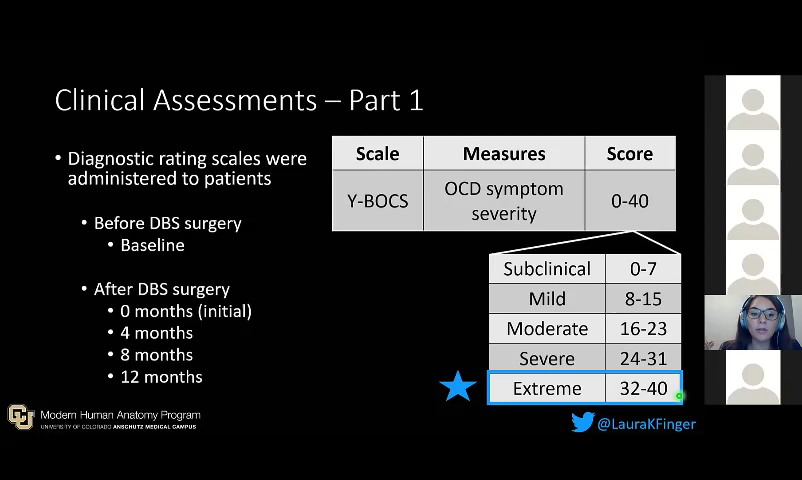 Clinical Assessments – Part 1
• Diagnostic rating scales were
administered to patients
• Before DBS surgery
• Baseline
• After DBS surgery
• 0 months (initial)
• 4 months
• 8 months
• 12 months
Scale Measures Score
Y-BOCS OCD symptom severity 0-40
Subclinical 0-7
Mild 8-15
Moderate 16-23
Severe 24-31
Extreme 32-40
CU
Modern Human Anatomy Program
UNIVERSITY OF COLORADO ANSCHUTZ MEDICAL CAMPUS
@LauraKFinger